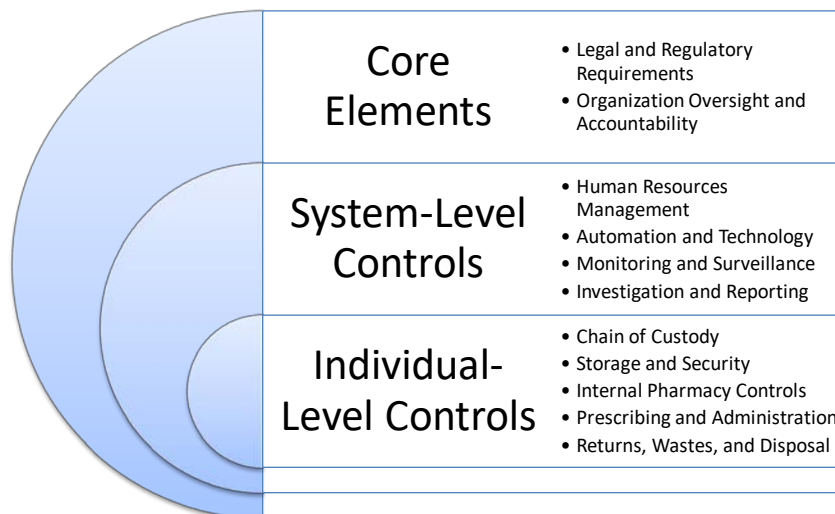 Core
Elements
• Legal and Regulatory
Requirements
• Organization Oversight and
Accountability
System-Level
Controls
• Human Resources
Management
• Automation and Technology
• Monitoring and Surveillance
• Investigation and Reporting
Individual-
Level Controls
• Chain of Custody
• Storage and Security
• Internal Pharmacy Controls
• Prescribing and Administration
• Returns, Wastes, and Disposal